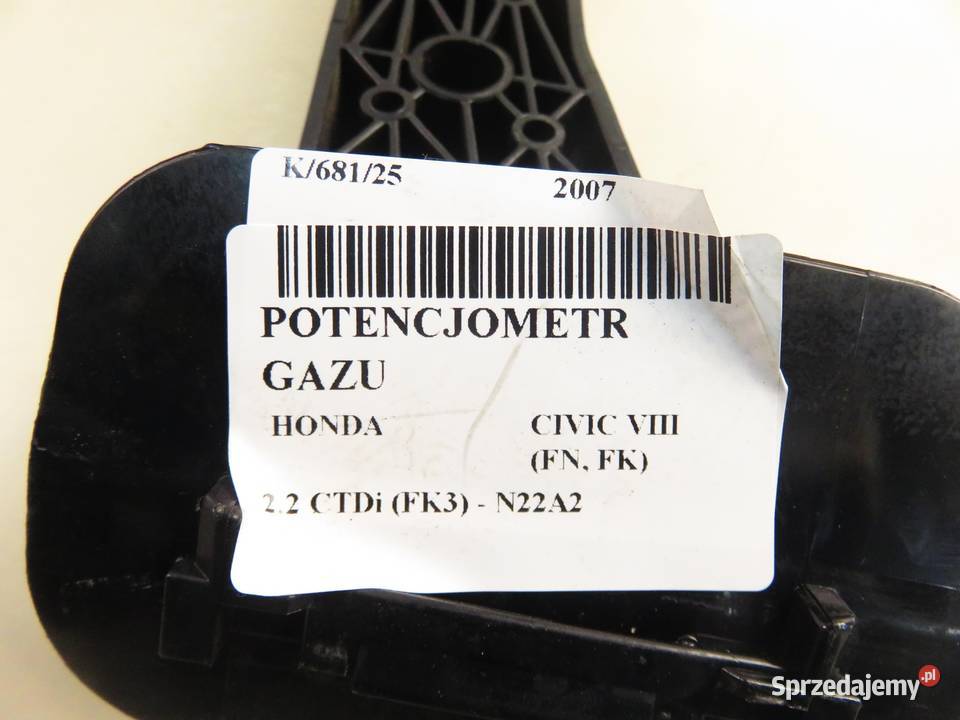 K/681/25 2007
POTENCJOMETR
GAZU
HONDA CIVIC VIII
(FN, FK)
2.2 CTDi (FK3) - N22A2
Sprzedajemy.pl